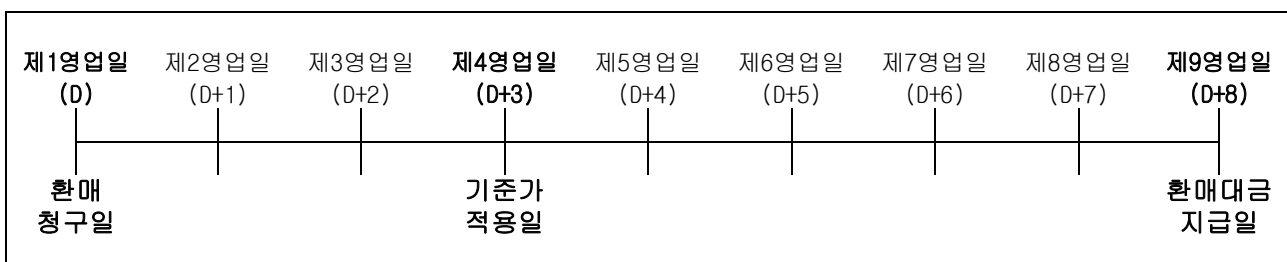 제1영업일 제2영업일 제3영업일 제4영업일 제5영업일 제6영업일 제7영업일 제8영업일 제9영업일
(D) (D+1) (D+2) (D+3) (D+4) (D+5) (D+6) (D+7) (D+8)
환매 기준가 환매대금
청구일 적용일 지급일